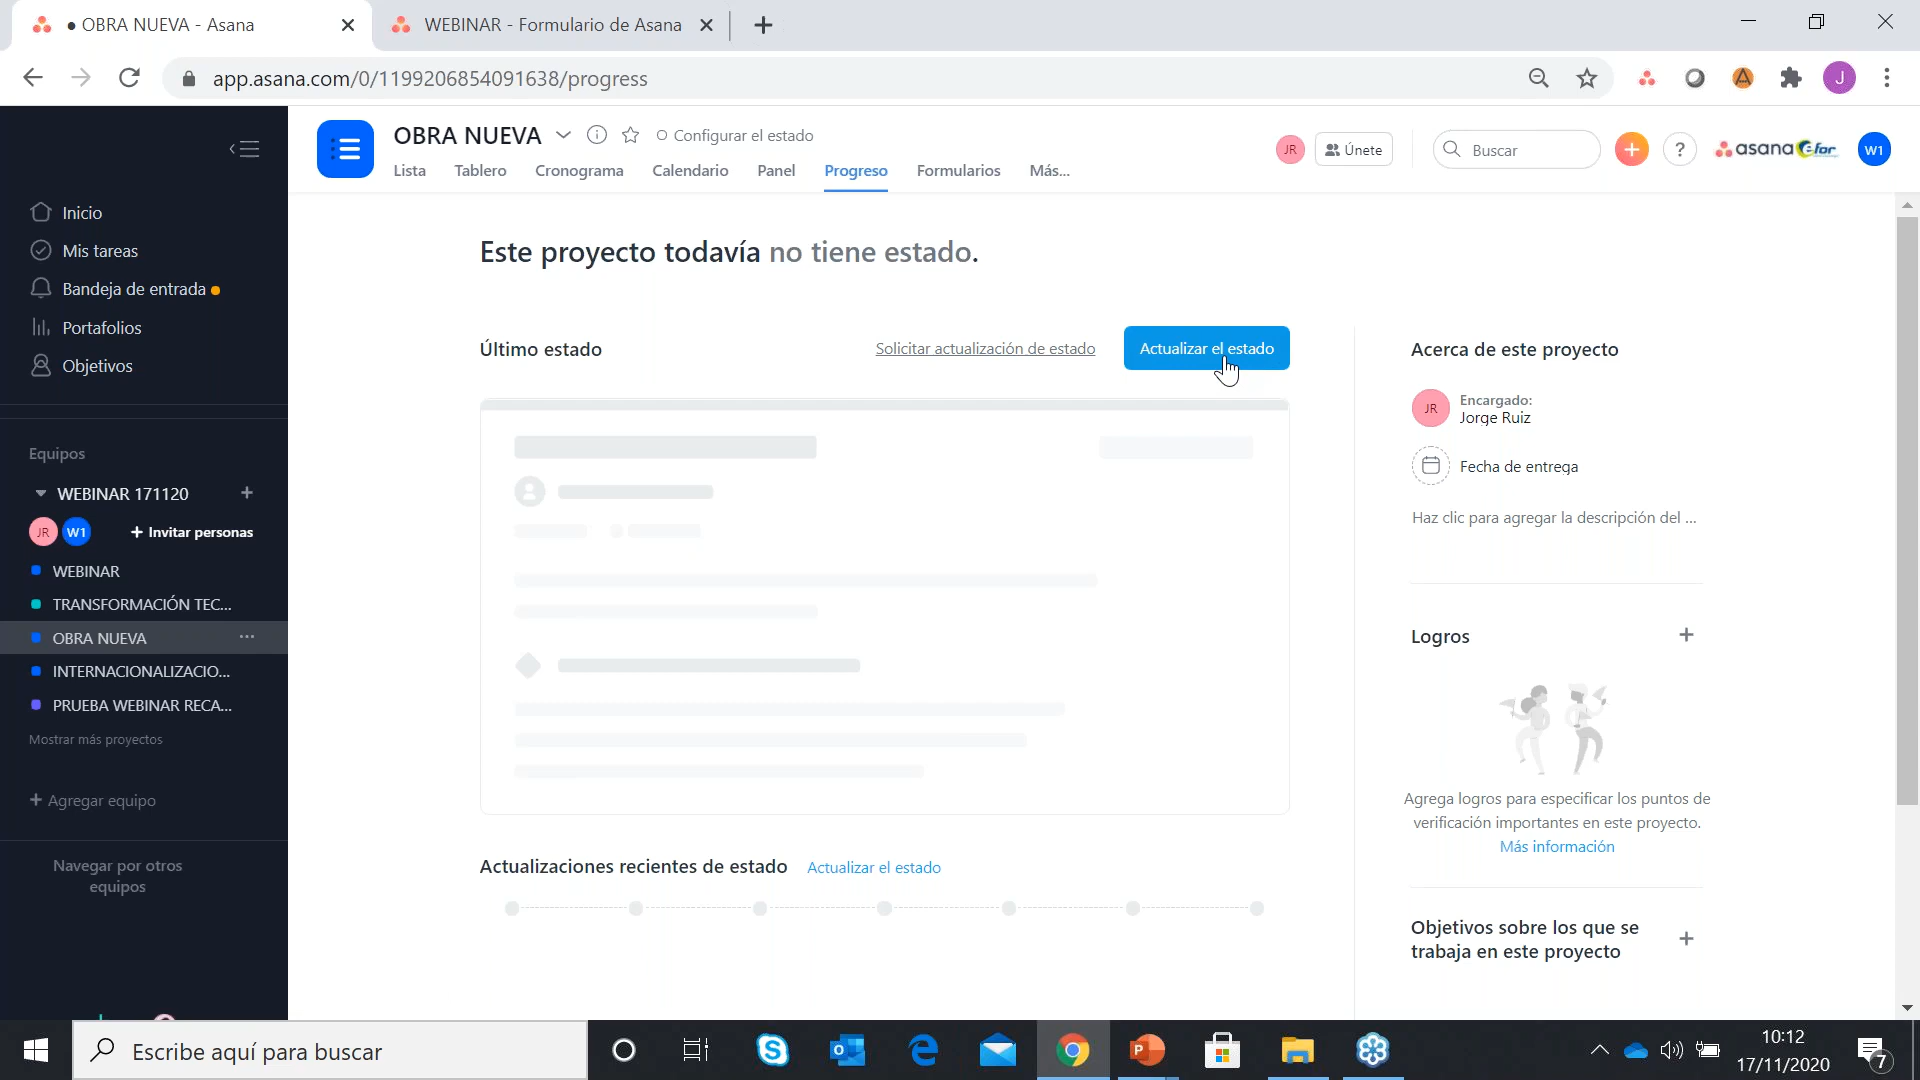 ● OBRA NUEVA - Asana
WEBINAR - Formulario de Asana
app.asana.com/0/1199206854091638/progress
J
OBRA NUEVA
Configurar el estado
JR
Únete
Buscar
?
asana efor
W1
Lista
Tablero
Cronograma
Calendario
Panel
Progreso
Formularios
Más...
Inicio
Mis tareas
Bandeja de entrada
Portafolios
Objetivos
Equipos
WEBINAR 171120
JR
W1
+ Invitar personas
WEBINAR
TRANSFORMACIÓN TEC...
OBRA NUEVA
...
INTERNACIONALIZACIO...
PRUEBA WEBINAR RECA...
Mostrar más proyectos
+ Agregar equipo
Navegar por otros
equipos
Este proyecto todavía no tiene estado.
Último estado
Solicitar actualización de estado
Actualizar el estado
Actualizaciones recientes de estado
Actualizar el estado
Acerca de este proyecto
JR
Encargado:
Jorge Ruiz
Fecha de entrega
Haz clic para agregar la descripción del ...
Logros
Agrega logros para especificar los puntos de
verificación importantes en este proyecto.
Más información
Objetivos sobre los que se
trabaja en este proyecto
Escribe aquí para buscar
10:12
17/11/2020
7